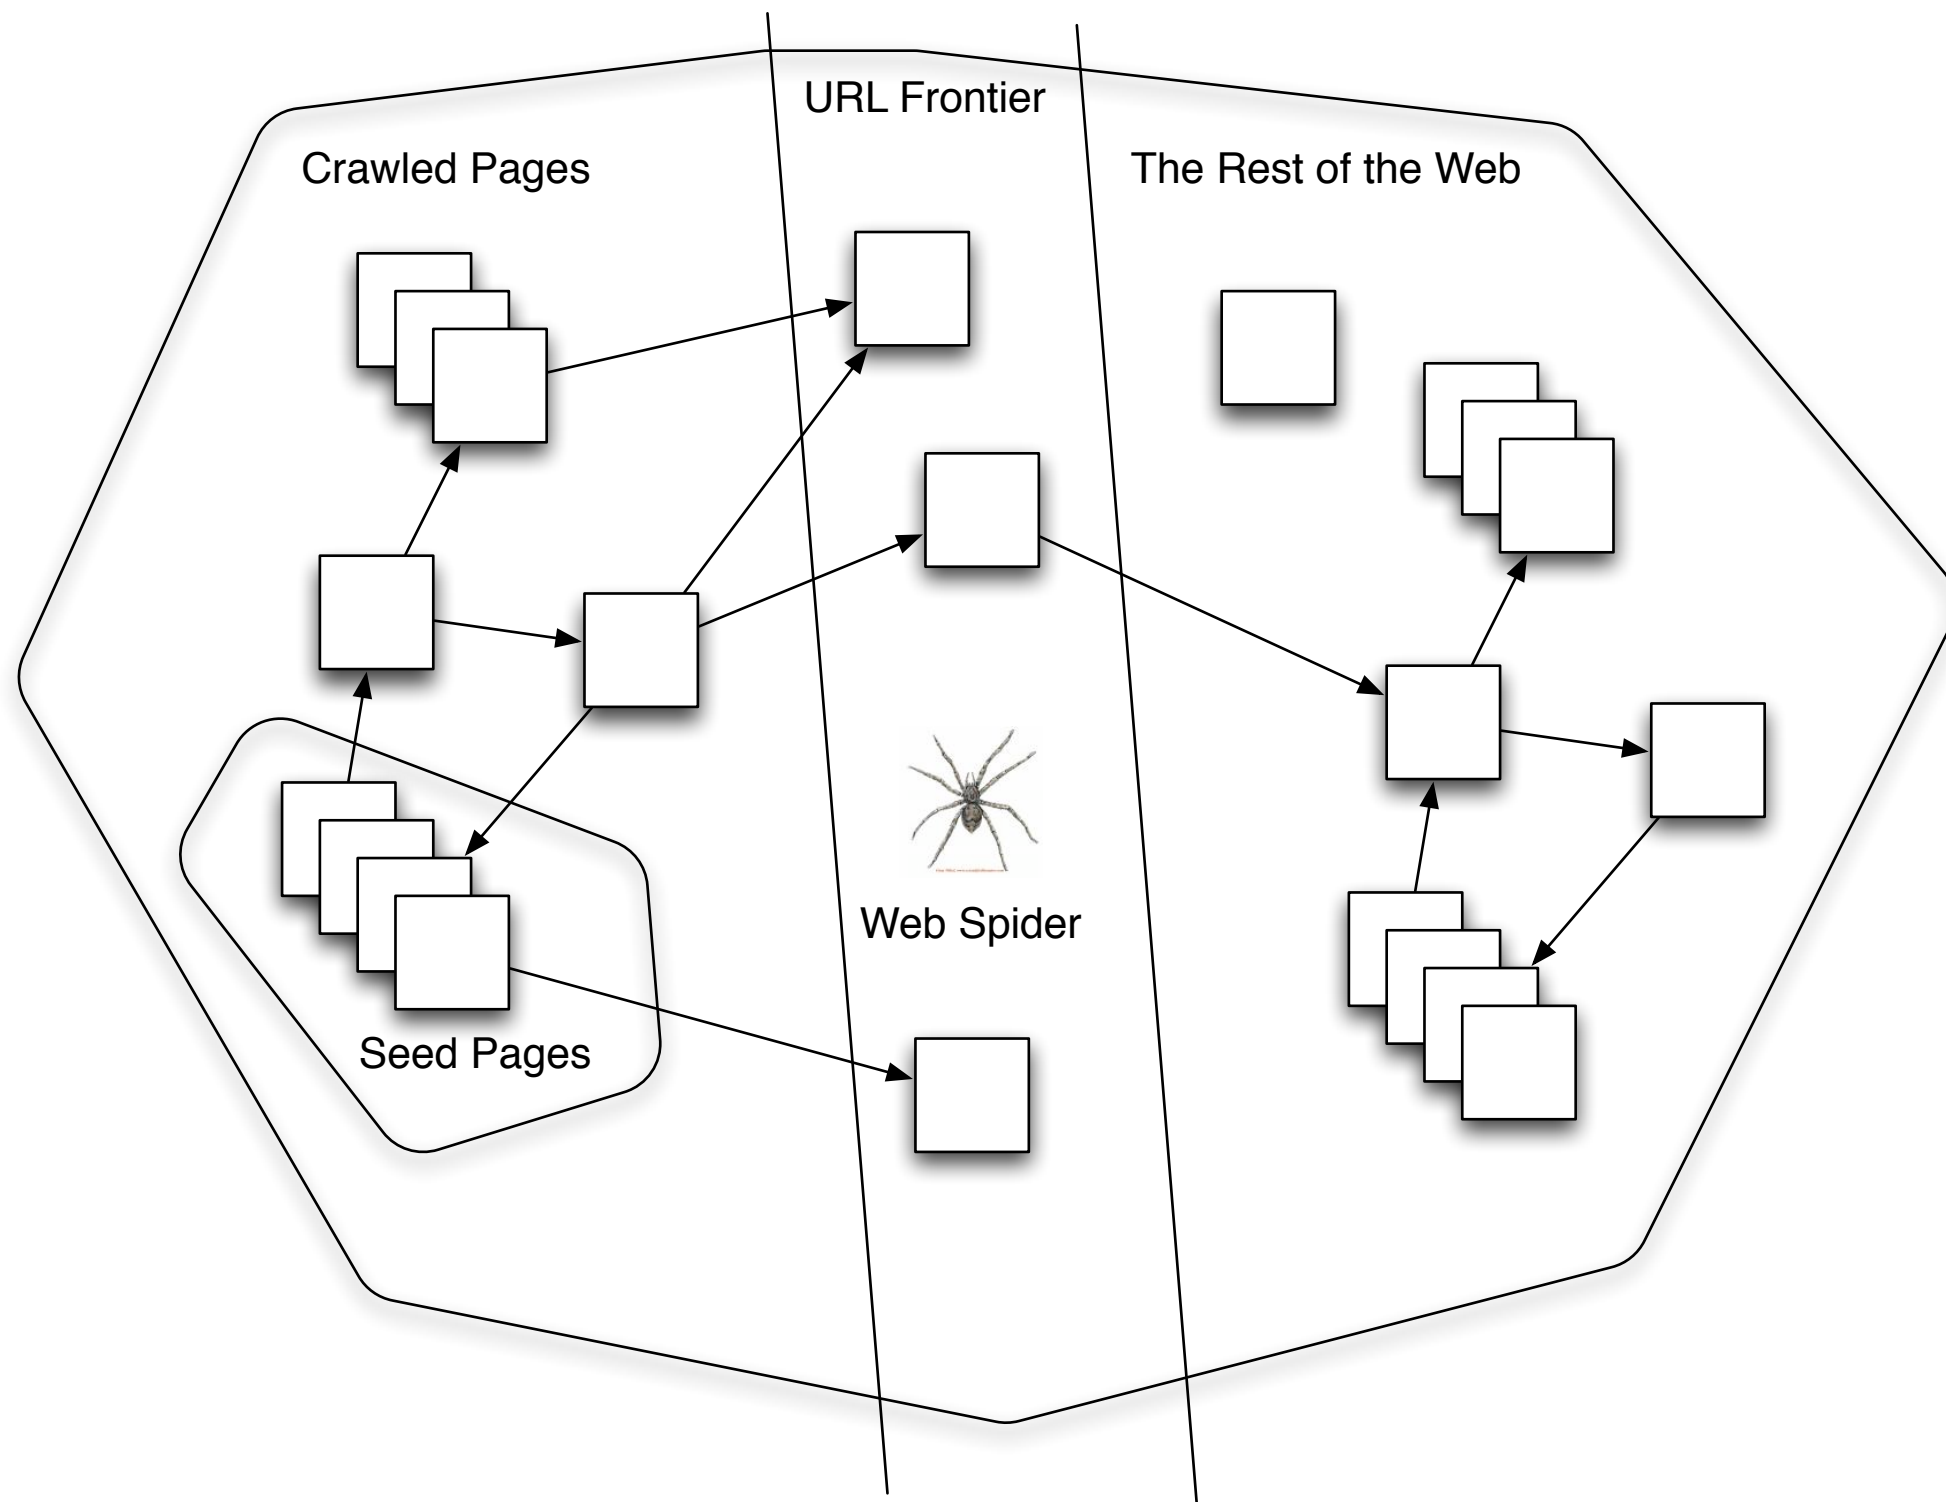 URL Frontier
Crawled Pages
The Rest of the Web
Web Spider
Seed Pages